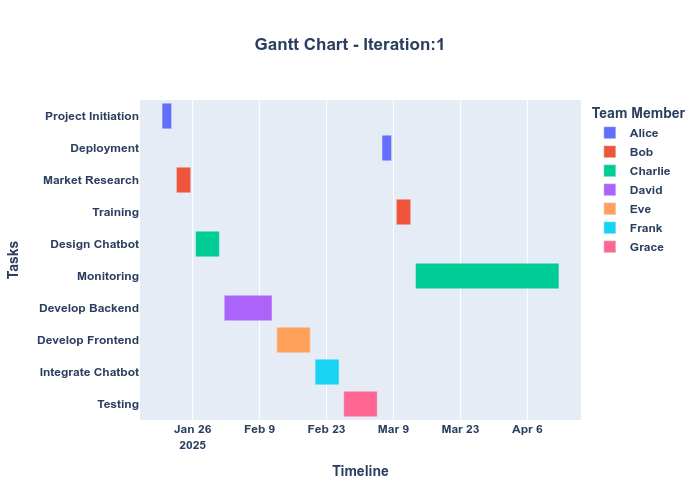 Gantt Chart - Iteration:1
Team Member
Alice
Bob
Charlie
David
Eve
Frank
Grace
Tasks
Project Initiation
Deployment
Market Research
Training
Design Chatbot
Monitoring
Develop Backend
Develop Frontend
Integrate Chatbot
Testing
Jan 26 Feb 9 Feb 23 Mar 9 Mar 23 Apr 6
2025
Timeline